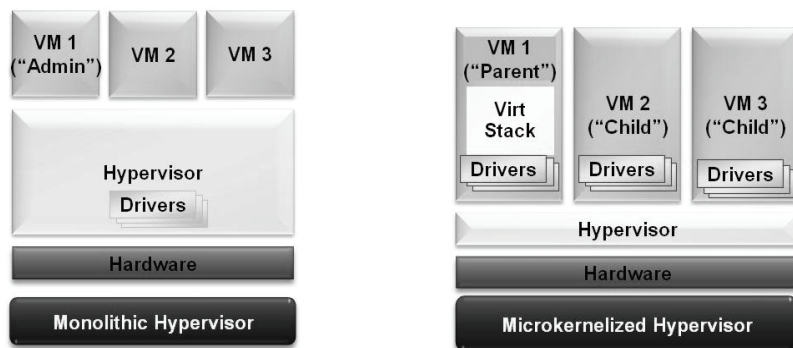 VM 1
("Admin")
VM 2
VM 3
Hypervisor
Drivers
Hardware
Monolithic Hypervisor
VM 1
("Parent")
Virt
Stack
Drivers
VM 2
("Child")
Drivers
VM 3
("Child")
Drivers
Hypervisor
Hardware
Microkernelized Hypervisor